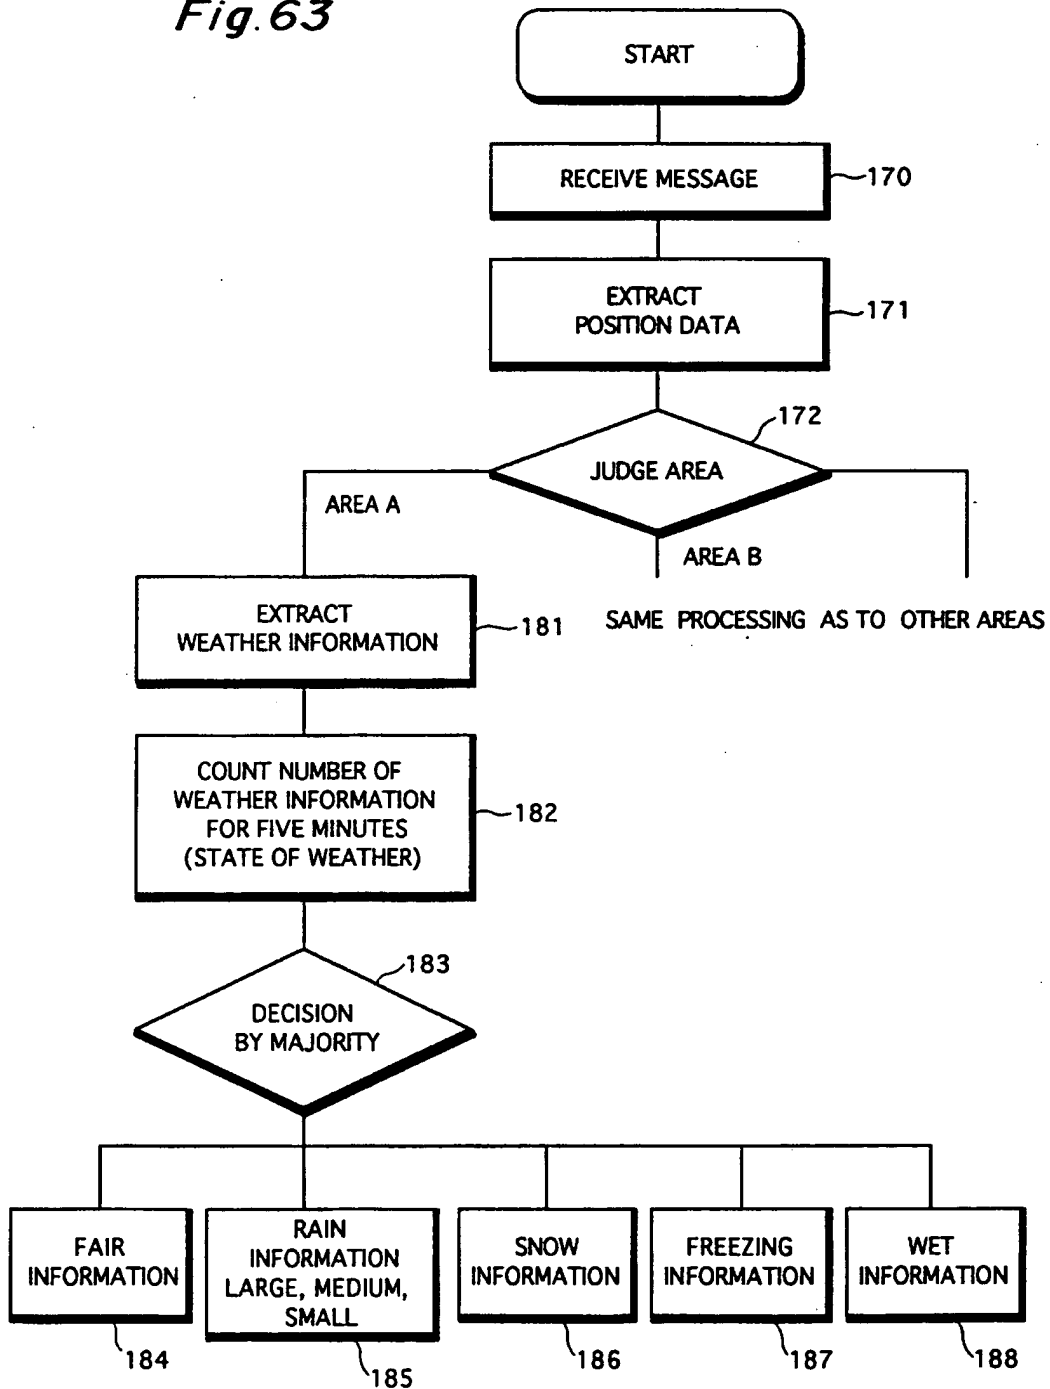 Fig.63
START
RECEIVE MESSAGE
170
EXTRACT
POSITION DATA
171
172
JUDGE AREA
AREA A
AREA B
EXTRACT
WEATHER INFORMATION
181
SAME PROCESSING AS TO OTHER AREAS
COUNT NUMBER OF
WEATHER INFORMATION
FOR FIVE MINUTES
(STATE OF WEATHER)
182
183
DECISION
BY MAJORITY
FAIR
INFORMATION
184
RAIN
INFORMATION
LARGE, MEDIUM,
SMALL
185
SNOW
INFORMATION
186
FREEZING
INFORMATION
187
WET
INFORMATION
188